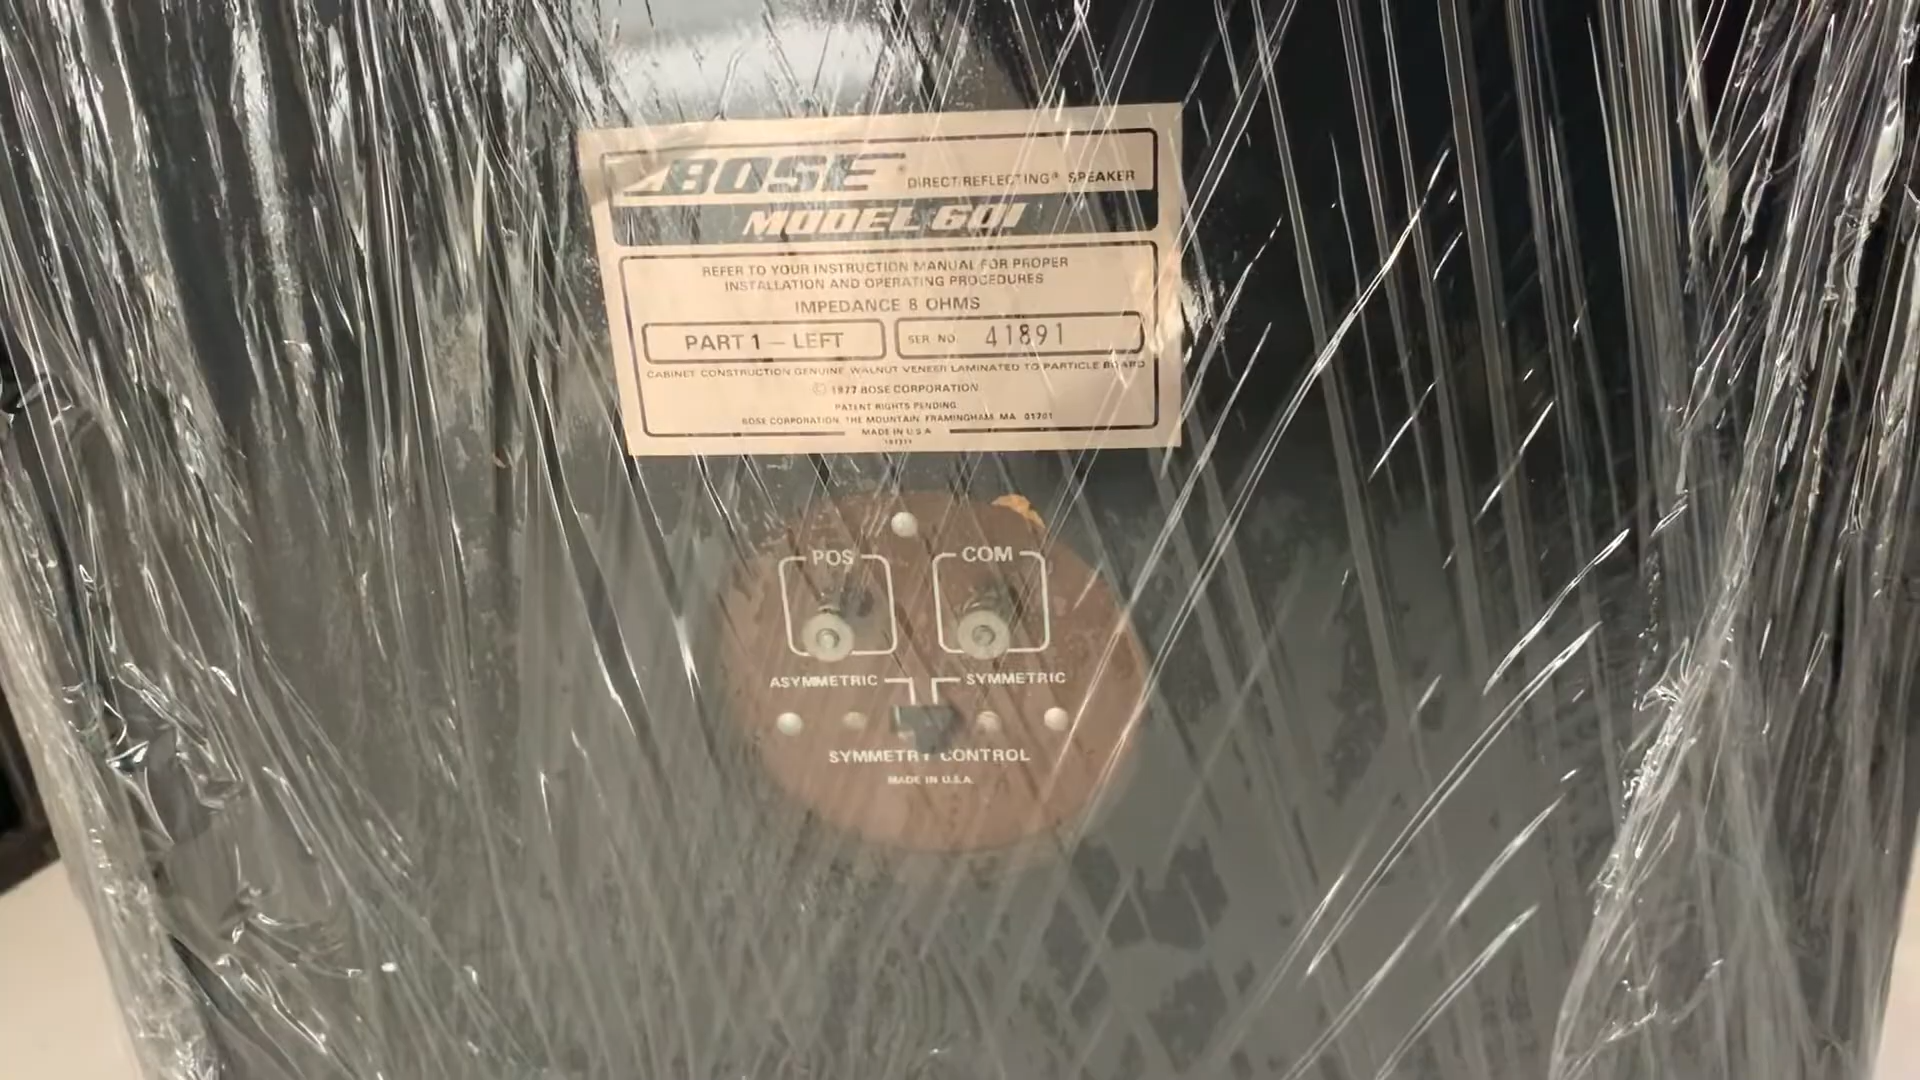 BOSE® DIRECT/REFLECTING® SPEAKER
MODEL 601
REFER TO YOUR INSTRUCTION MANUAL FOR PROPER
INSTALLATION AND OPERATING PROCEDURES
IMPEDANCE 8 OHMS
PART 1 — LEFT SER. NO. 41891
CABINET CONSTRUCTION GENUINE WALNUT VENEER LAMINATED TO PARTICLE BOARD
© 1977 BOSE CORPORATION
PATENT RIGHTS PENDING
BOSE CORPORATION, THE MOUNTAIN, FRAMINGHAM, MA 01701
MADE IN U.S.A.
POS COM
ASYMMETRIC SYMMETRIC
SYMMETRY CONTROL
MADE IN U.S.A.